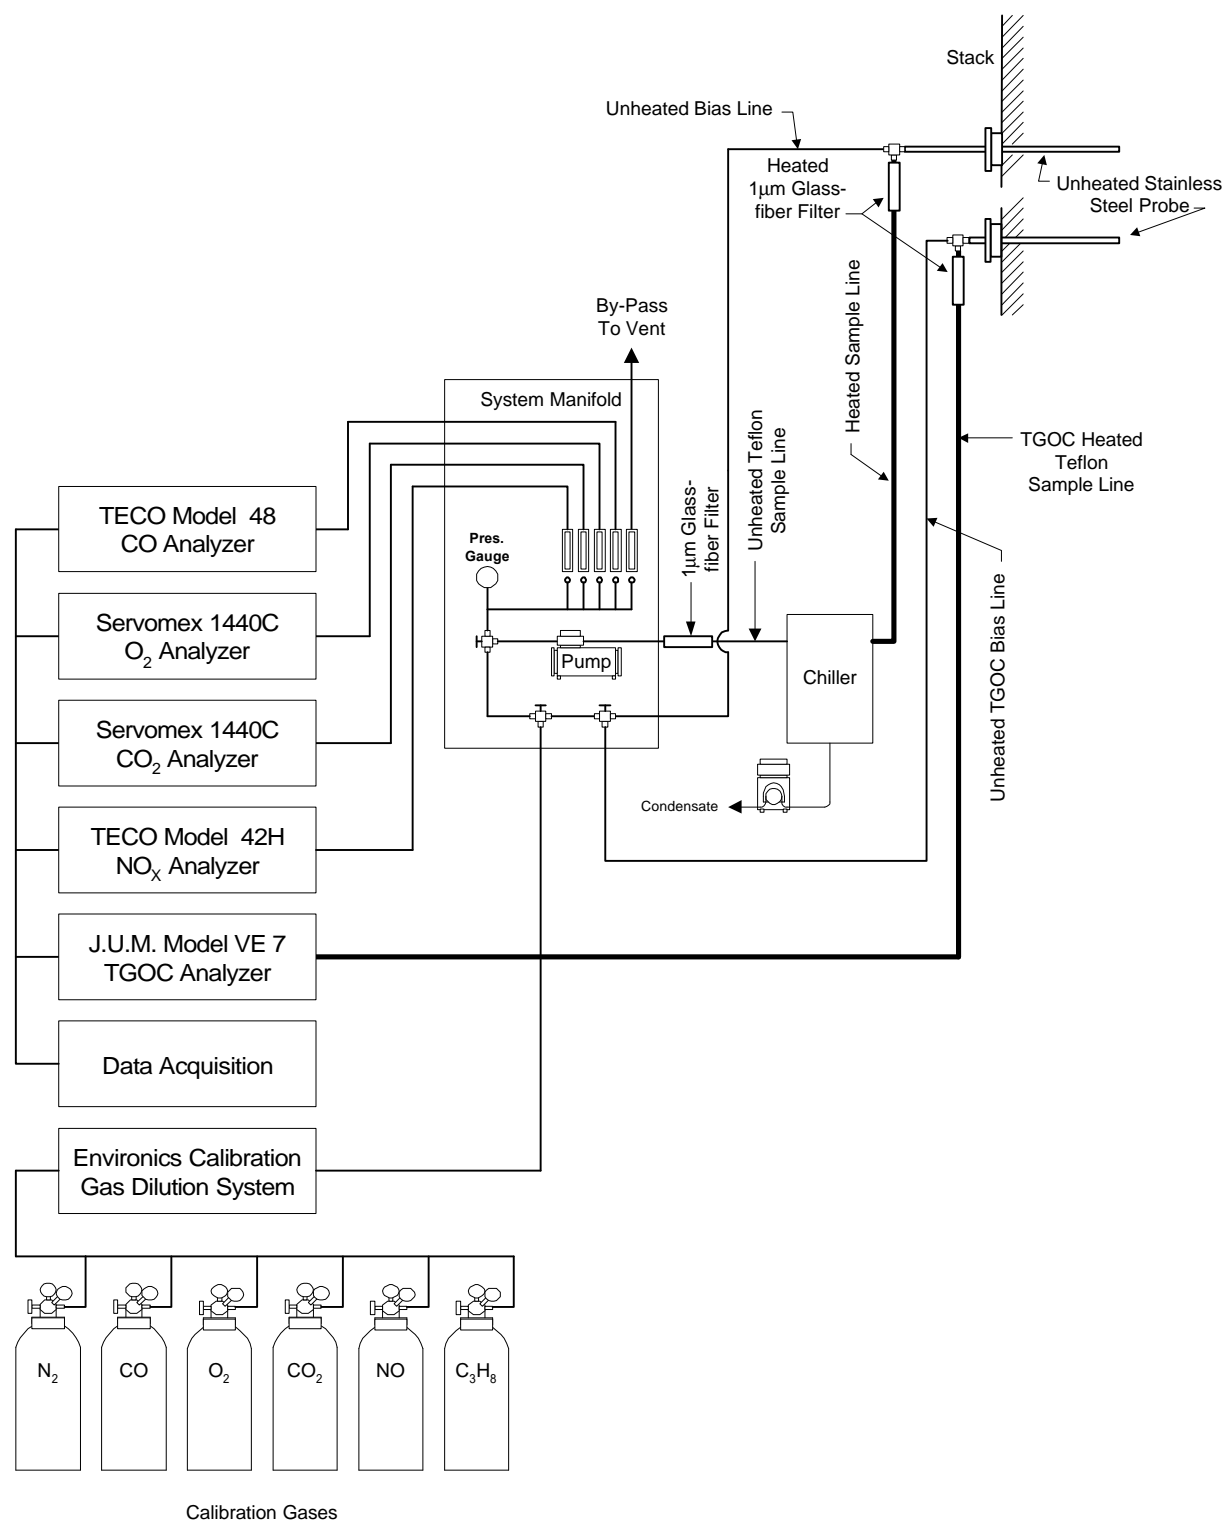 Stack
Unheated Bias Line
Heated
1μm Glass-
fiber Filter
Unheated Stainless
Steel Probe
By-Pass
To Vent
System Manifold
Heated Sample Line
Unheated Teflon
Sample Line
1μm Glass-
fiber Filter
TGOC Heated
Teflon
Sample Line
Unheated TGOC Bias Line
TECO Model 48
CO Analyzer
Pres.
Gauge
Servomex 1440C
O₂ Analyzer
Pump
Chiller
Servomex 1440C
CO₂ Analyzer
Condensate
TECO Model 42H
NOX Analyzer
J.U.M. Model VE 7
TGOC Analyzer
Data Acquisition
Environics Calibration
Gas Dilution System
N₂
CO
O₂
CO₂
NO
C₃H₈
Calibration Gases